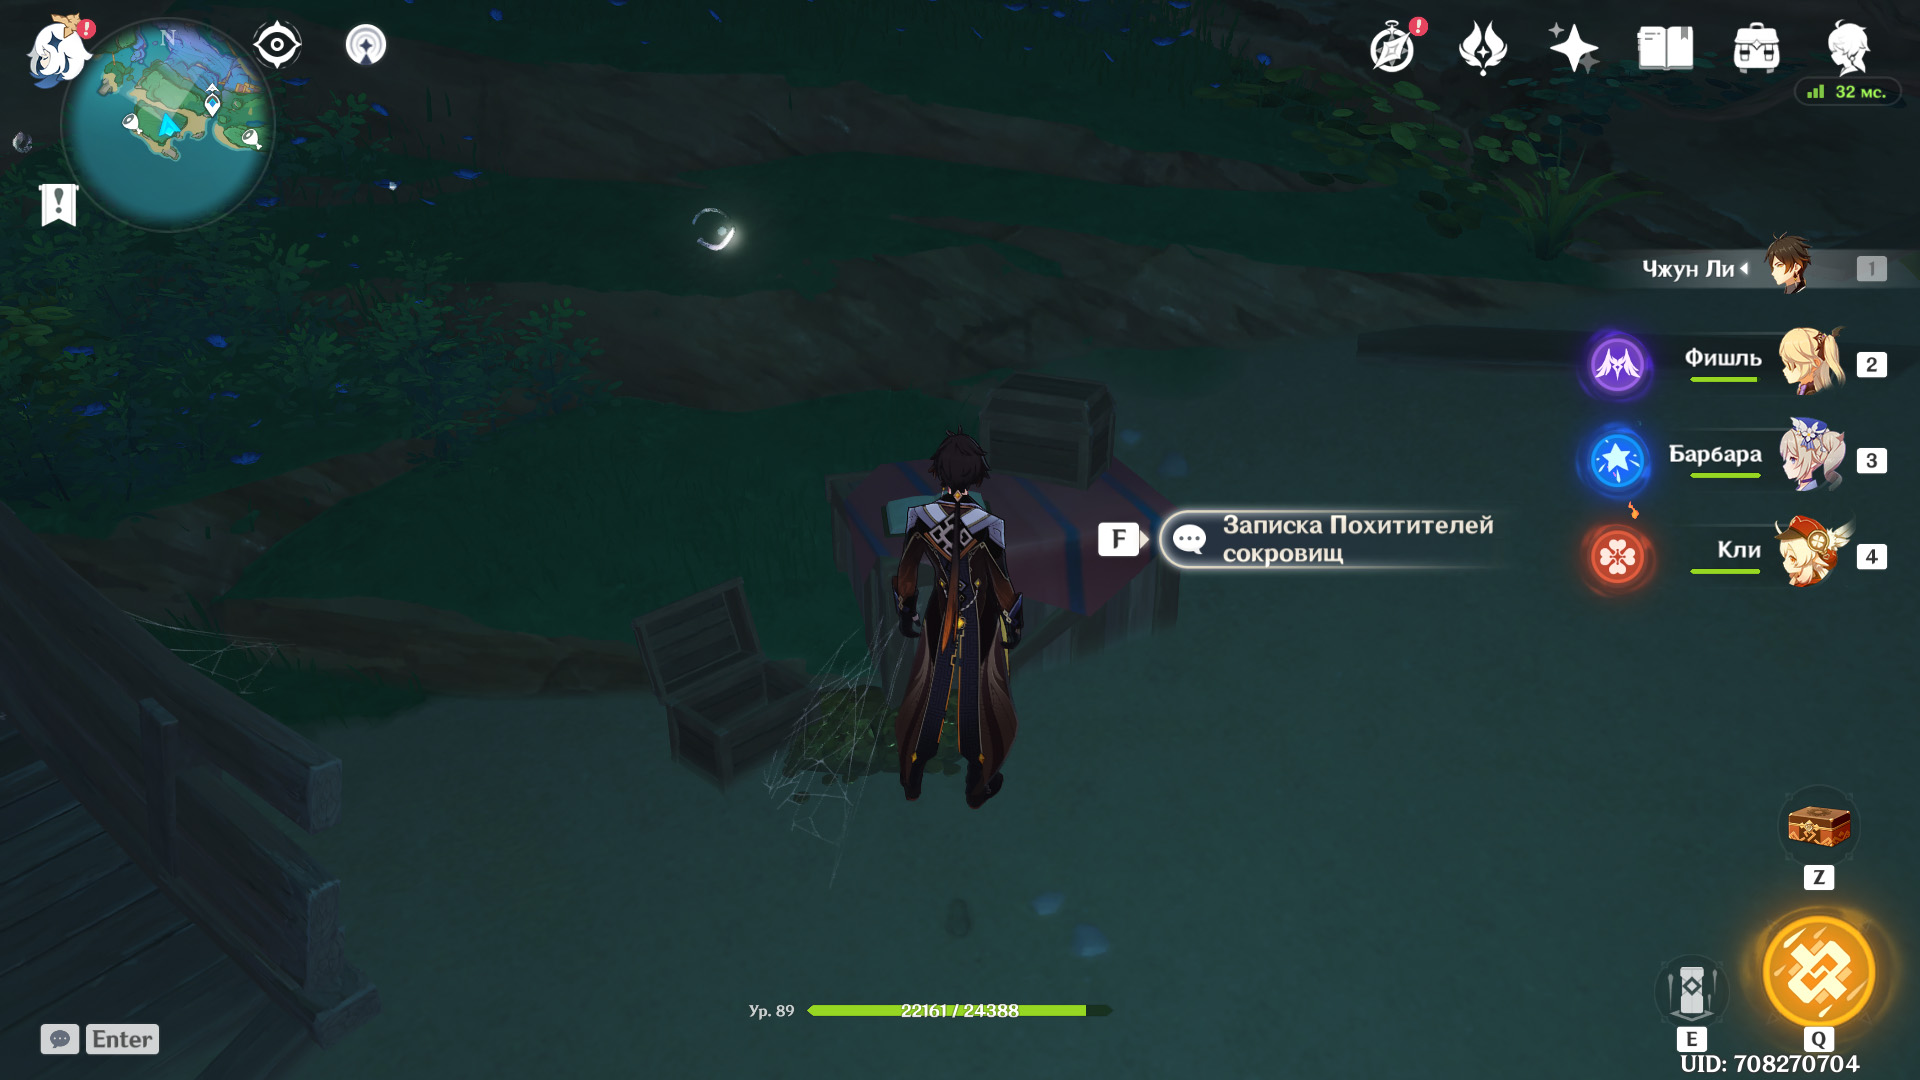 N
32 мс.
Чжун Ли
1
Фишль
2
Барбара
3
F
Записка Похитителей
сокровищ
Кли
4
Z
Ур. 89
22161 / 24388
Enter
E
Q
UID: 708270704